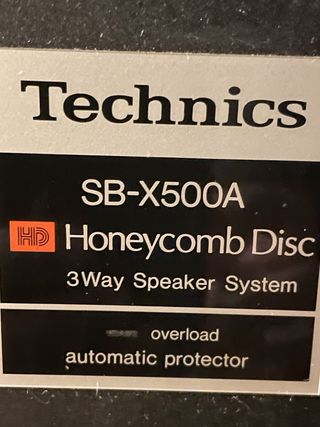 Technics
SB-X500A
HD Honeycomb Disc
3Way Speaker System
overload
automatic protector